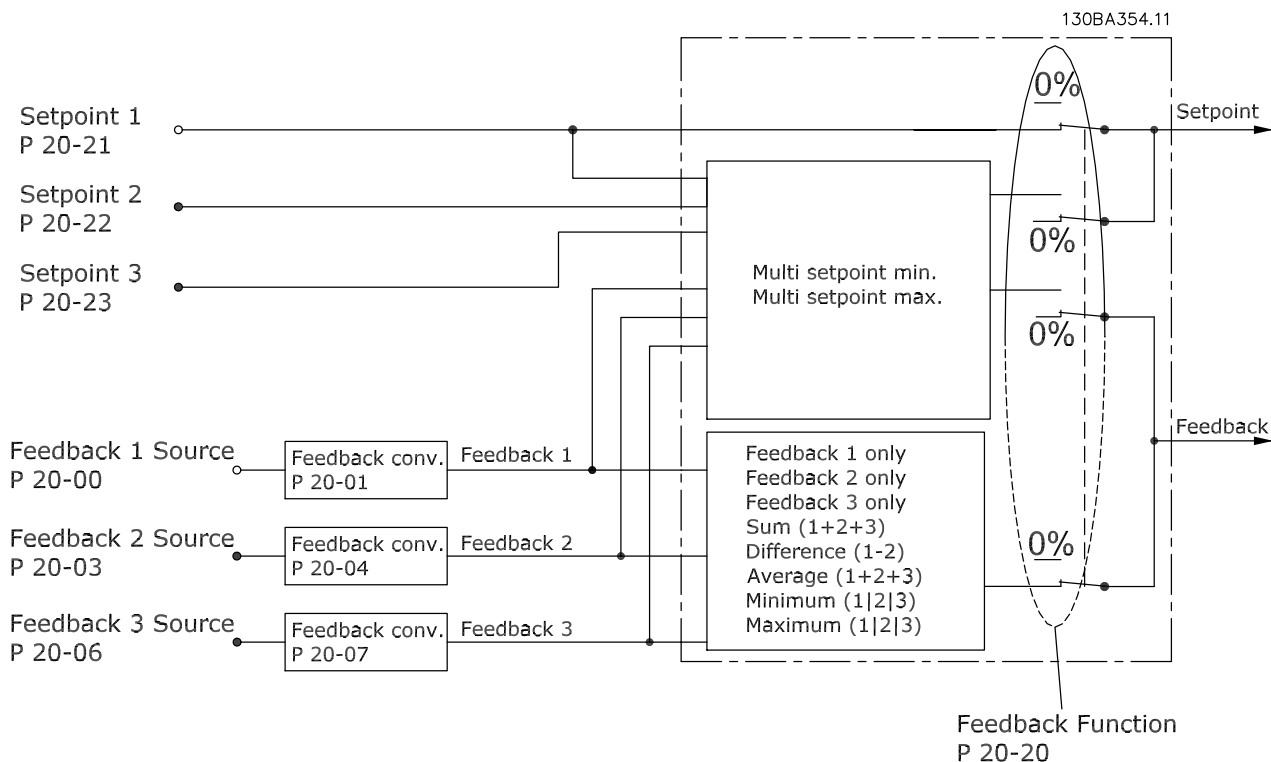 130BA354.11
0%
Setpoint 1
P 20-21
Setpoint
Setpoint 2
P 20-22
0%
Setpoint 3
P 20-23
Multi setpoint min.
Multi setpoint max.
0%
Feedback 1 Source
P 20-00
Feedback conv.
P 20-01
Feedback 1
Feedback
Feedback 2 Source
P 20-03
Feedback conv.
P 20-04
Feedback 2
Feedback 3 Source
P 20-06
Feedback conv.
P 20-07
Feedback 3
Feedback 1 only
Feedback 2 only
Feedback 3 only
Sum (1+2+3)
Difference (1-2)
Average (1+2+3)
Minimum (1|2|3)
Maximum (1|2|3)
0%
Feedback Function
P 20-20